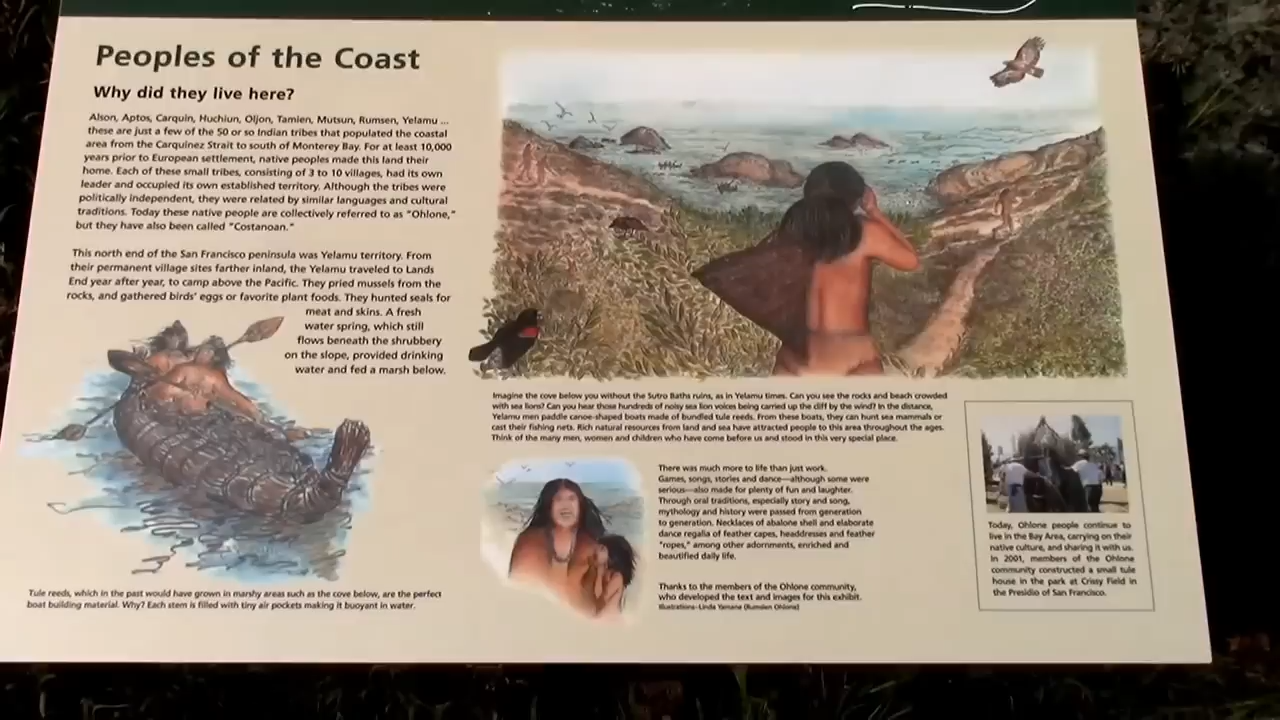 Peoples of the Coast
Why did they live here?
Alson, Aptos, Carquin, Huchiun, Oljon, Tamien, Mutsun, Rumsen, Yelamu ...
these are just a few of the 50 or so Indian tribes that populated the coastal
area from the Carquinez Strait to south of Monterey Bay. For at least 10,000
years prior to European settlement, native peoples made this land their
home. Each of these small tribes, consisting of 3 to 10 villages, had its own
leader and occupied its own established territory. Although the tribes were
politically independent, they were related by similar languages and cultural
traditions. Today these native people are collectively referred to as "Ohlone,"
but they have also been called "Costanoan."
This north end of the San Francisco peninsula was Yelamu territory. From
their permanent village sites farther inland, the Yelamu traveled to Lands
End year after year, to camp above the Pacific. They pried mussels from the
rocks, and gathered birds' eggs or favorite plant foods. They hunted seals for
meat and skins. A fresh
water spring, which still
flows beneath the shrubbery
on the slope, provided drinking
water and fed a marsh below.
Tule reeds, which in the past would have grown in marshy areas such as the cove below, are the perfect
boat building material. Why? Each stem is filled with tiny air pockets making it buoyant in water.
Imagine the cove below you without the Sutro Baths ruins, as in Yelamu times. Can you see the rocks and beach crowded
with sea lions? Can you hear those hundreds of noisy sea lion voices being carried up the cliff by the wind? In the distance,
Yelamu men paddle canoe-shaped boats made of bundled tule reeds. From these boats, they can hunt sea mammals or
cast their fishing nets. Rich natural resources from land and sea have attracted people to this area throughout the ages.
Think of the many men, women and children who have come before us and stood in this very special place.
There was much more to life than just work.
Games, songs, stories and dance—although some were
serious—also made for plenty of fun and laughter.
Through oral traditions, especially story and song,
mythology and history were passed from generation
to generation. Necklaces of abalone shell and elaborate
dance regalia of feather capes, headdresses and feather
"ropes," among other adornments, enriched and
beautified daily life.
Thanks to the members of the Ohlone community,
who developed the text and images for this exhibit.
Illustrations- Linda Yamane (Rumsien Ohlone)
Today, Ohlone people continue to
live in the Bay Area, carrying on their
native culture, and sharing it with us.
In 2001, members of the Ohlone
community constructed a small tule
house in the park at Crissy Field in
the Presidio of San Francisco.